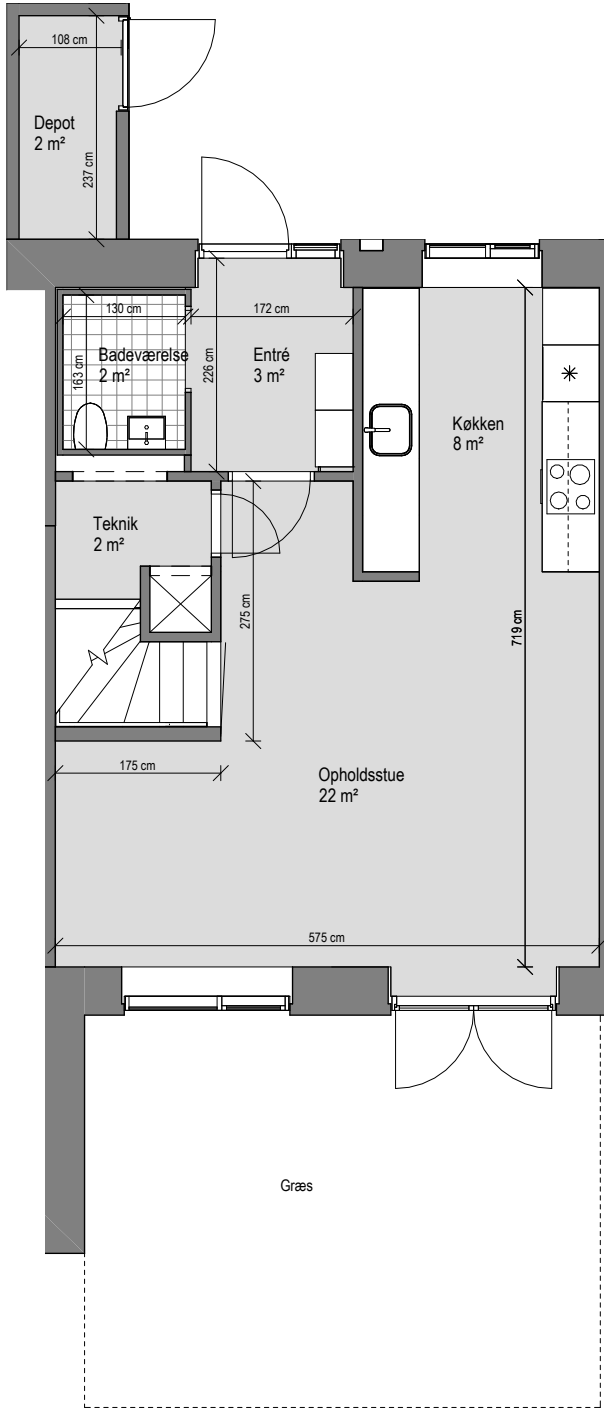 108 cm
Depot
2 m²
237 cm
130 cm
172 cm
Badeværelse
2 m²
163 cm
226 cm
Entré
3 m²
Køkken
8 m²
Teknik
2 m²
275 cm
719 cm
175 cm
Opholdsstue
22 m²
575 cm
Græs